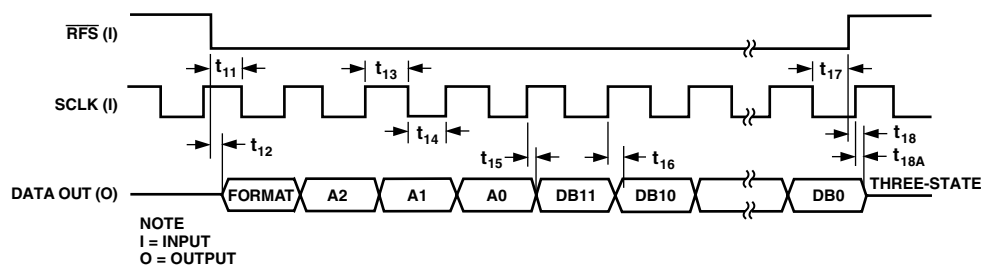 RFS (I)
t11
t13
t17
SCLK (I)
t14
t12
t15
t16
t18
t18A
DATA OUT (O)
FORMAT
A2
A1
A0
DB11
DB10
DB0
THREE-STATE
NOTE
I = INPUT
O = OUTPUT